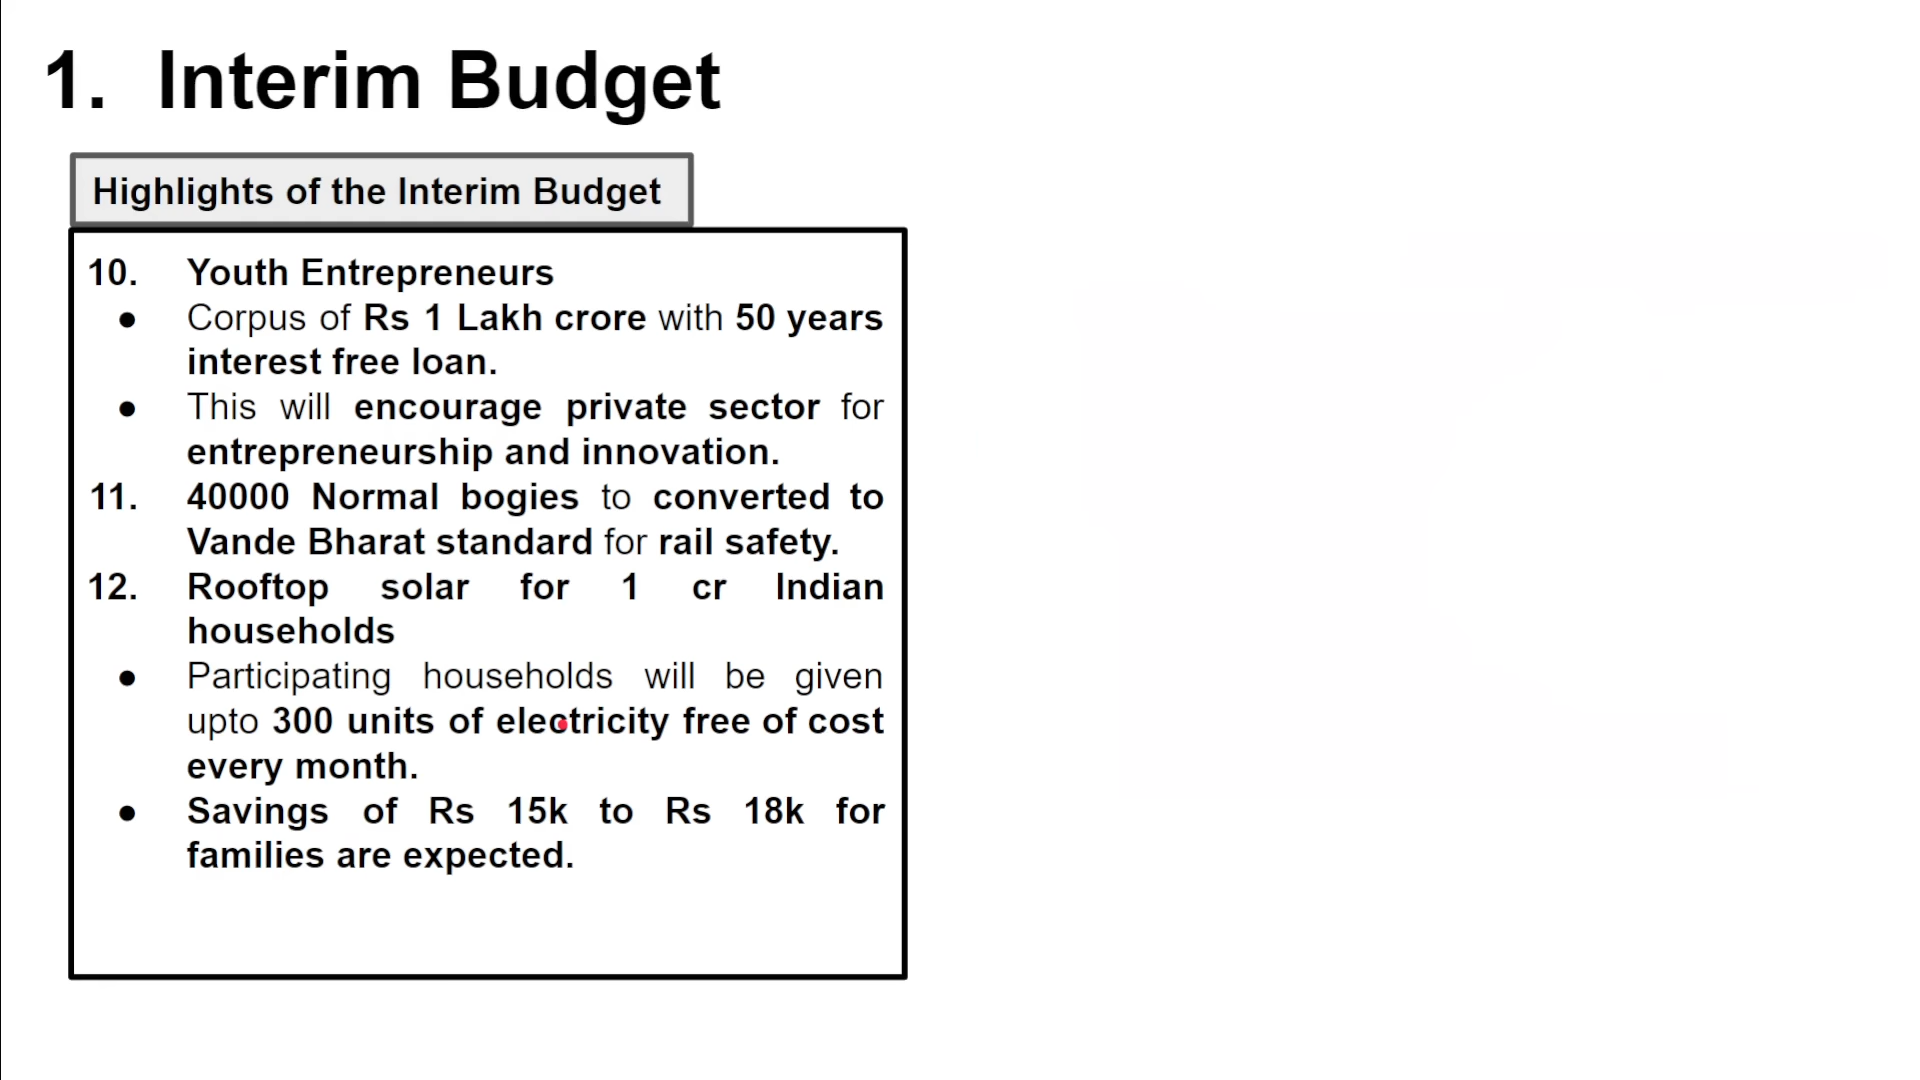 1. Interim Budget
Highlights of the Interim Budget
10. Youth Entrepreneurs
● Corpus of Rs 1 Lakh crore with 50 years
interest free loan.
● This will encourage private sector for
entrepreneurship and innovation.
11. 40000 Normal bogies to converted to
Vande Bharat standard for rail safety.
12. Rooftop solar for 1 cr Indian
households
● Participating households will be given
upto 300 units of electricity free of cost
every month.
● Savings of Rs 15k to Rs 18k for
families are expected.